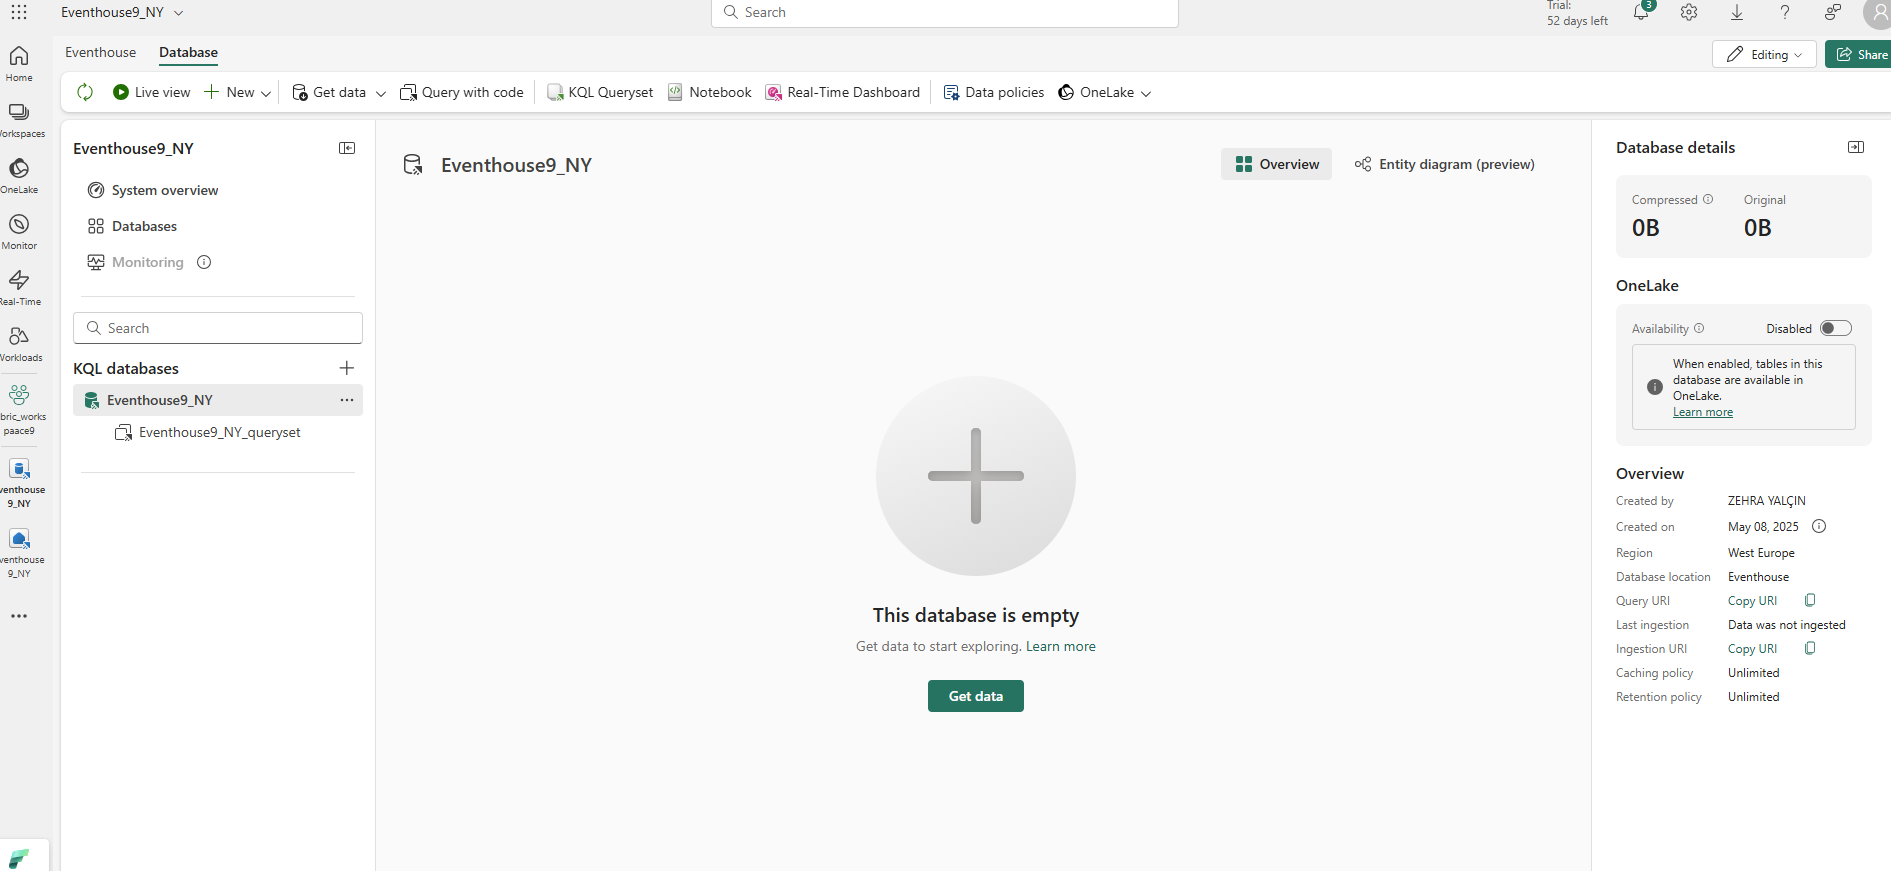 Eventhouse9_NY
Search
Trial:
52 days left
3
Eventhouse
Database
Editing
Share
Live view
New
Get data
Query with code
KQL Queryset
Notebook
Real-Time Dashboard
Data policies
OneLake
Home
orkspaces
OneLake
Monitor
Real-Time
orkloads
bric_works
paace9
venthouse
9_NY
venthouse
9_NY
Eventhouse9_NY
System overview
Databases
Monitoring
Search
KQL databases
Eventhouse9_NY
Eventhouse9_NY_queryset
Eventhouse9_NY
Overview
Entity diagram (preview)
This database is empty
Get data to start exploring. Learn more
Get data
Database details
Compressed
Original
0B
0B
OneLake
Availability
Disabled
When enabled, tables in this
database are available in
OneLake.
Learn more
Overview
Created by ZEHRA YALÇIN
Created on May 08, 2025
Region West Europe
Database location Eventhouse
Query URI Copy URI
Last ingestion Data was not ingested
Ingestion URI Copy URI
Caching policy Unlimited
Retention policy Unlimited